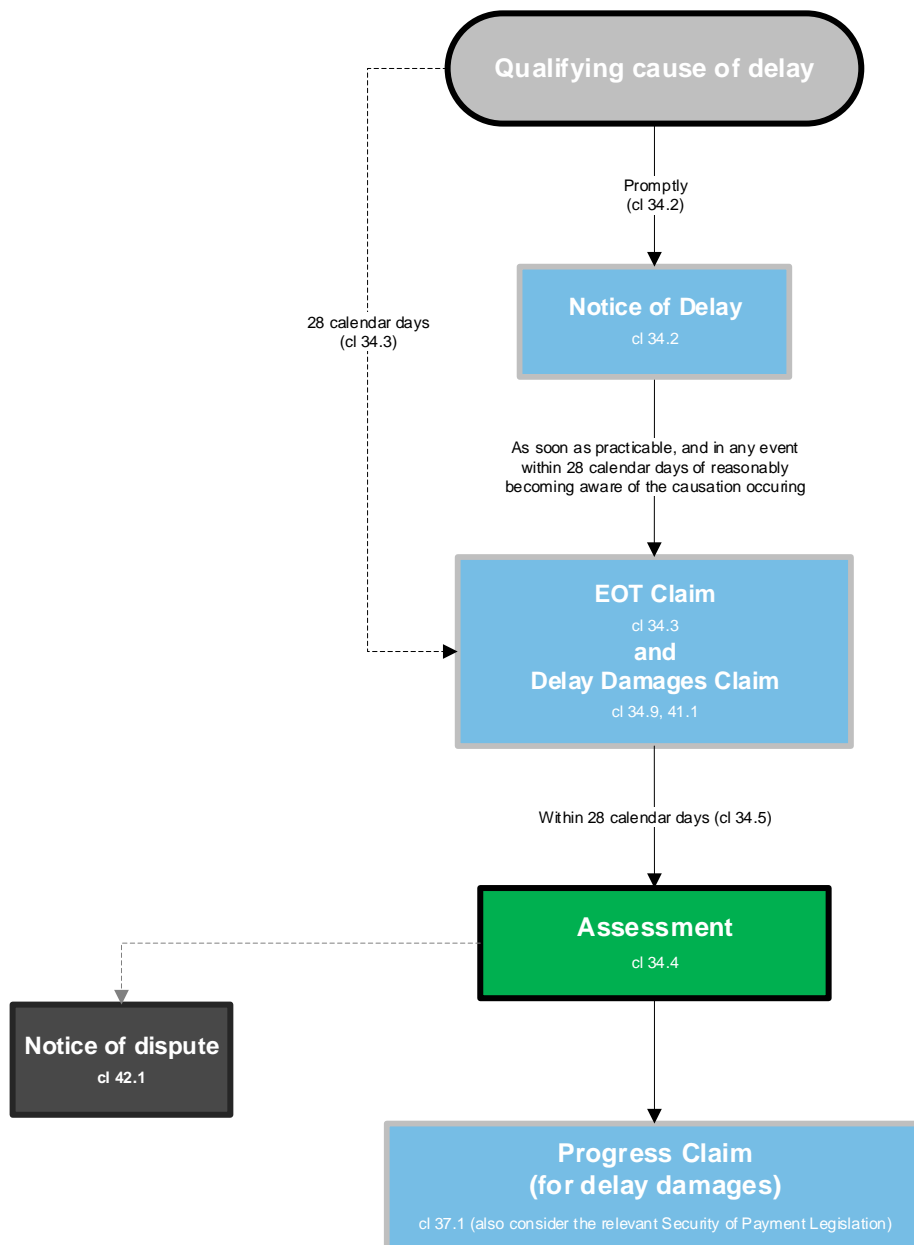 Qualifying cause of delay
Promptly
(cl 34.2)
Notice of Delay
cl 34.2
28 calendar days
(cl 34.3)
As soon as practicable, and in any event
within 28 calendar days of reasonably
becoming aware of the causation occuring
EOT Claim
cl 34.3
and
Delay Damages Claim
cl 34.9, 41.1
Within 28 calendar days (cl 34.5)
Assessment
cl 34.4
Notice of dispute
cl 42.1
Progress Claim
(for delay damages)
cl 37.1 (also consider the relevant Security of Payment Legislation)